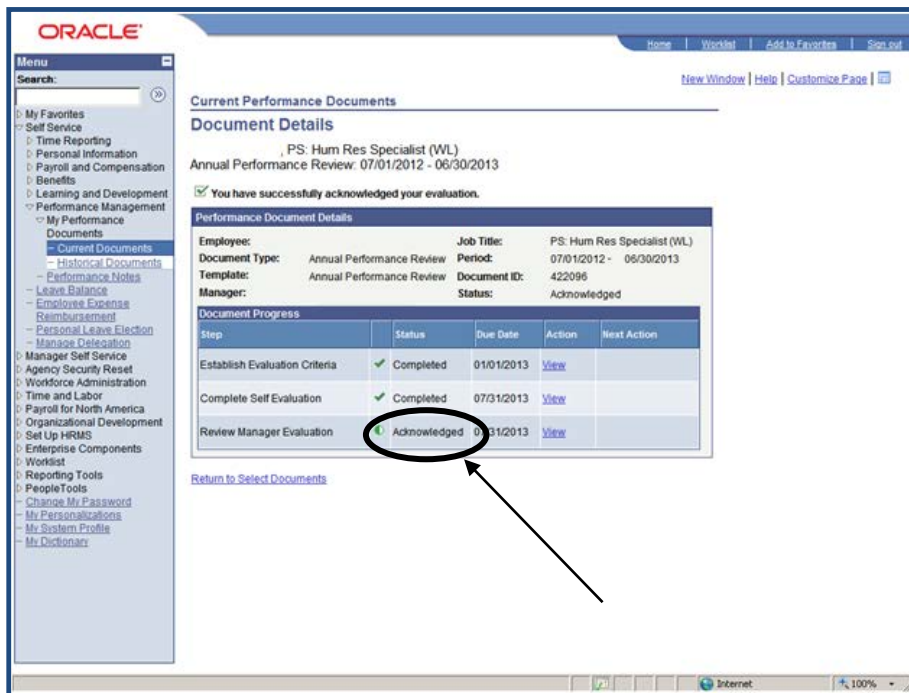 ORACLE
Home | Worklist | Add to Favorites | Sign out
Menu
Search:
My Favorites
Self Service
Time Reporting
Personal Information
Payroll and Compensation
Benefits
Learning and Development
Performance Management
My Performance
Documents
– Current Documents
– Historical Documents
– Performance Notes
– Leave Balance
– Employee Expense
Reimbursement
– Personal Leave Election
– Manage Delegation
Manager Self Service
Agency Security Reset
Workforce Administration
Time and Labor
Payroll for North America
Organizational Development
Set Up HRMS
Enterprise Components
Worklist
Reporting Tools
PeopleTools
– Change My Password
– My Personalizations
– My System Profile
– My Dictionary
New Window | Help | Customize Page |
Current Performance Documents
Document Details
, PS: Hum Res Specialist (WL)
Annual Performance Review: 07/01/2012 - 06/30/2013
You have successfully acknowledged your evaluation.
Performance Document Details
Employee: Job Title: PS: Hum Res Specialist (WL)
Document Type: Annual Performance Review Period: 07/01/2012 - 06/30/2013
Template: Annual Performance Review Document ID: 422096
Manager: Status: Acknowledged
Document Progress
Step Status Due Date Action Next Action
Establish Evaluation Criteria Completed 01/01/2013 View
Complete Self Evaluation Completed 07/31/2013 View
Review Manager Evaluation Acknowledged 07/31/2013 View
Return to Select Documents
Internet 100%